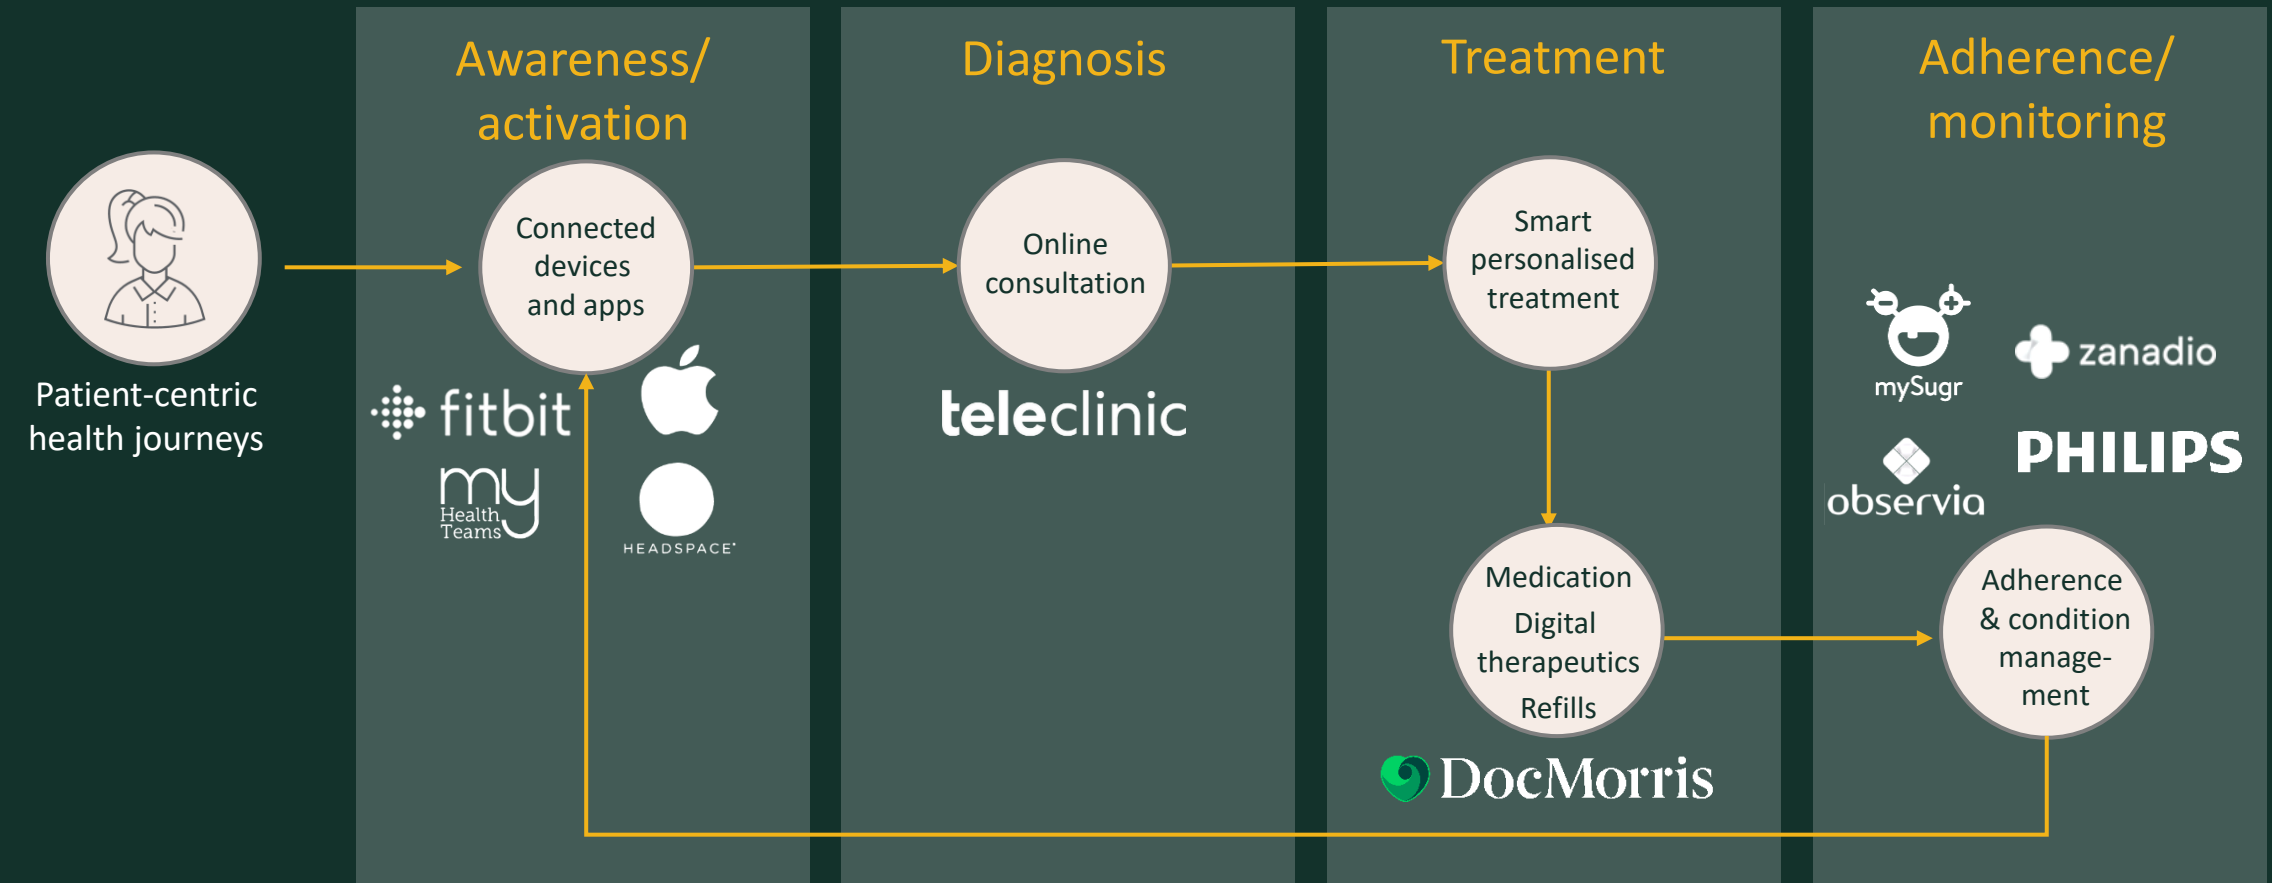 Patient-centric
health journeys
Awareness/
activation
Connected
devices
and apps
fitbit
my
Health
Teams
HEADSPACE
Diagnosis
Online
consultation
teleclinic
Treatment
Smart
personalised
treatment
Medication
Digital
therapeutics
Refills
DocMorris
Adherence/
monitoring
mySugr
zanadio
observia
PHILIPS
Adherence
& condition
manage-
ment